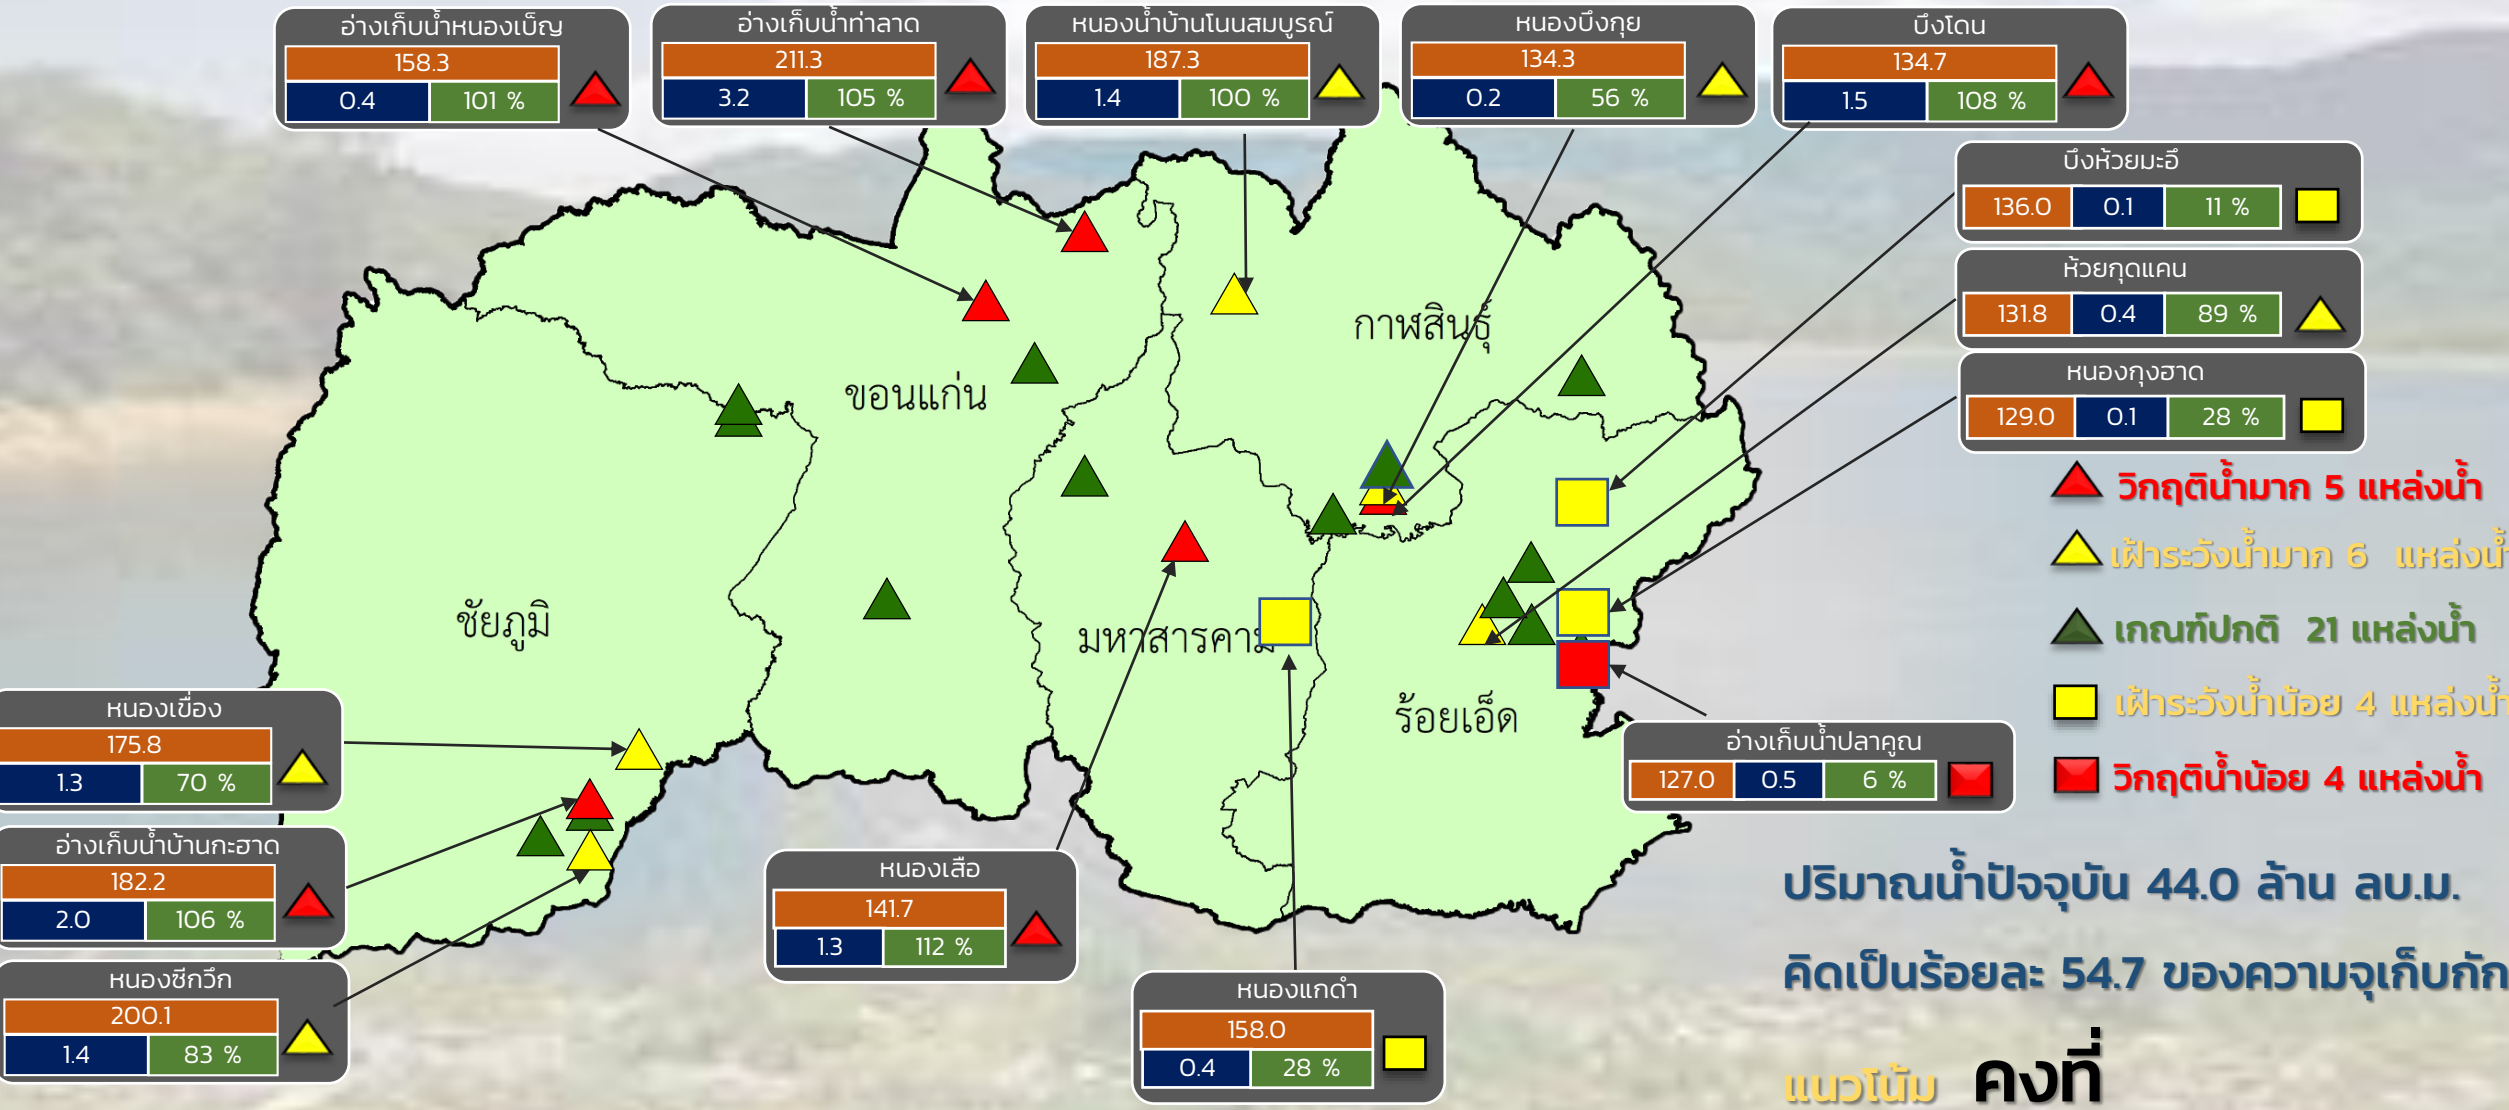 อ่างเก็บน้ำหนองเบ็ญ
158.3
0.4 101 %
อ่างเก็บน้ำท่าลาด
211.3
3.2 105 %
หนองน้ำบ้านโนนสมบูรณ์
187.3
1.4 100 %
หนองบึงกุย
134.3
0.2 56 %
บึงโดน
134.7
1.5 108 %
บึงห้วยมะอึ
136.0 0.1 11 %
ห้วยกุดแคน
131.8 0.4 89 %
หนองกุงฮาด
129.0 0.1 28 %
กาฬสินธุ์
ขอนแก่น
ชัยภูมิ
มหาสารคาม
ร้อยเอ็ด
วิกฤติน้ำมาก 5 แหล่งน้ำ
เฝ้าระวังน้ำมาก 6 แหล่งน้ำ
เกณฑ์ปกติ 21 แหล่งน้ำ
เฝ้าระวังน้ำน้อย 4 แหล่งน้ำ
วิกฤติน้ำน้อย 4 แหล่งน้ำ
หนองเขื่อง
175.8
1.3 70 %
อ่างเก็บน้ำบ้านกะฮาด
182.2
2.0 106 %
หนองซีกวึก
200.1
1.4 83 %
หนองเสือ
141.7
1.3 112 %
หนองแกดำ
158.0
0.4 28 %
อ่างเก็บน้ำปลาคูณ
127.0 0.5 6 %
ปริมาณน้ำปัจจุบัน 44.0 ล้าน ลบ.ม.
คิดเป็นร้อยละ 54.7 ของความจุเก็บกัก
แนวโน้ม คงที่